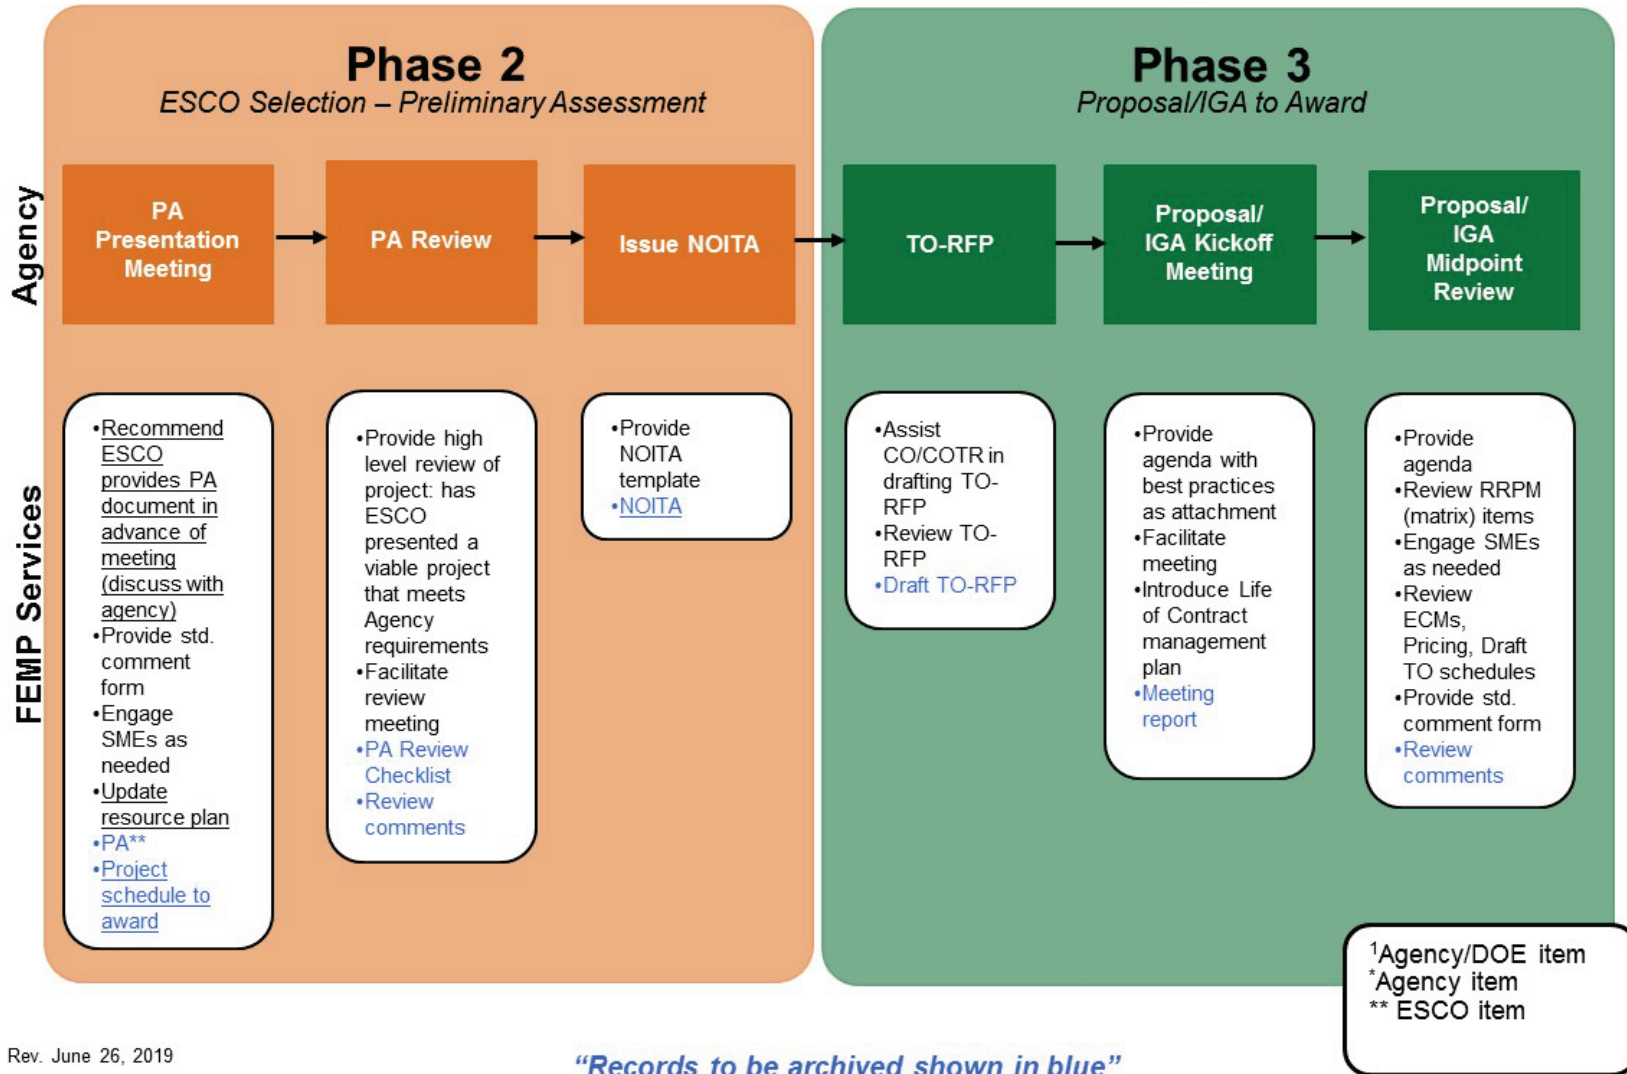 Phase 2
ESCO Selection – Preliminary Assessment
Phase 3
Proposal/IGA to Award
Agency
PA
Presentation
Meeting
PA Review
Issue NOITA
TO-RFP
Proposal/
IGA Kickoff
Meeting
Proposal/
IGA
Midpoint
Review
FEMP Services
•Recommend
ESCO
provides PA
document in
advance of
meeting
(discuss with
agency)
•Provide std.
comment
form
•Engage
SMEs as
needed
•Update
resource plan
•PA**
•Project
schedule to
award
•Provide high
level review of
project: has
ESCO
presented a
viable project
that meets
Agency
requirements
•Facilitate
review
meeting
•PA Review
Checklist
•Review
comments
•Provide
NOITA
template
•NOITA
•Assist
CO/COTR in
drafting TO-
RFP
•Review TO-
RFP
•Draft TO-RFP
•Provide
agenda with
best practices
as attachment
•Facilitate
meeting
•Introduce Life
of Contract
management
plan
•Meeting
report
•Provide
agenda
•Review RRPM
(matrix) items
•Engage SMEs
as needed
•Review
ECMs,
Pricing, Draft
TO schedules
•Provide std.
comment form
•Review
comments
¹Agency/DOE item
*Agency item
** ESCO item
Rev. June 26, 2019
“Records to be archived shown in blue”